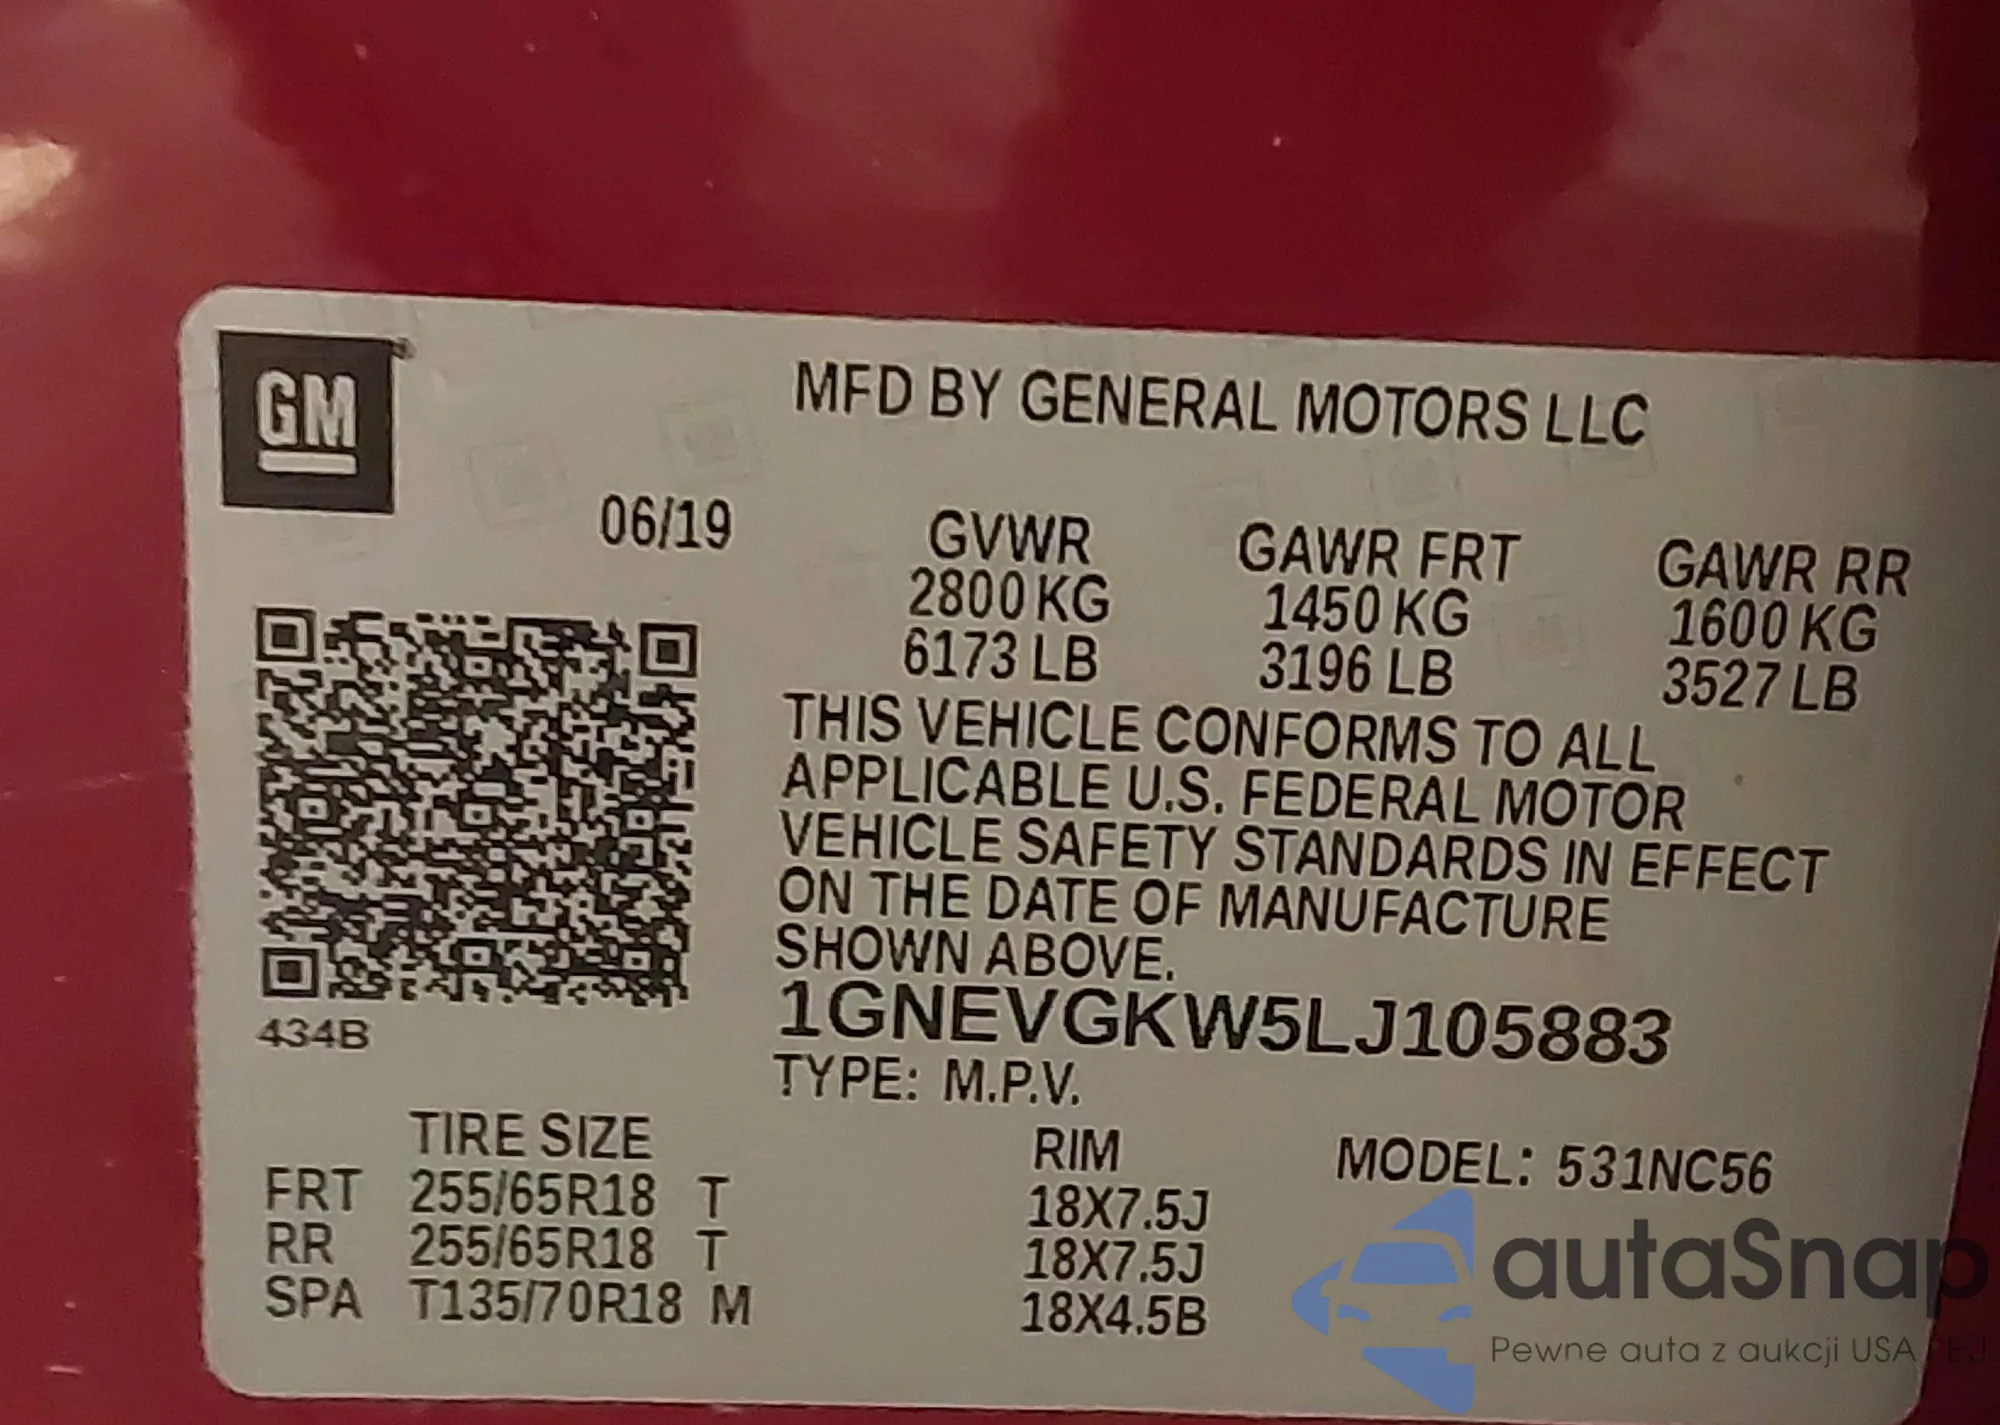 GM
MFD BY GENERAL MOTORS LLC
06/19
GVWR GAWR FRT GAWR RR
2800 KG 1450 KG 1600 KG
6173 LB 3196 LB 3527 LB
THIS VEHICLE CONFORMS TO ALL
APPLICABLE U.S. FEDERAL MOTOR
VEHICLE SAFETY STANDARDS IN EFFECT
ON THE DATE OF MANUFACTURE
SHOWN ABOVE.
1GNEVGKW5LJ105883
434B
TYPE: M.P.V.
TIRE SIZE RIM MODEL: 531NC56
FRT 255/65R18 T 18X7.5J
RR 255/65R18 T 18X7.5J
SPA T135/70R18 M 18X4.5B
autaSnap
Pewne auta z aukcji USA i EU